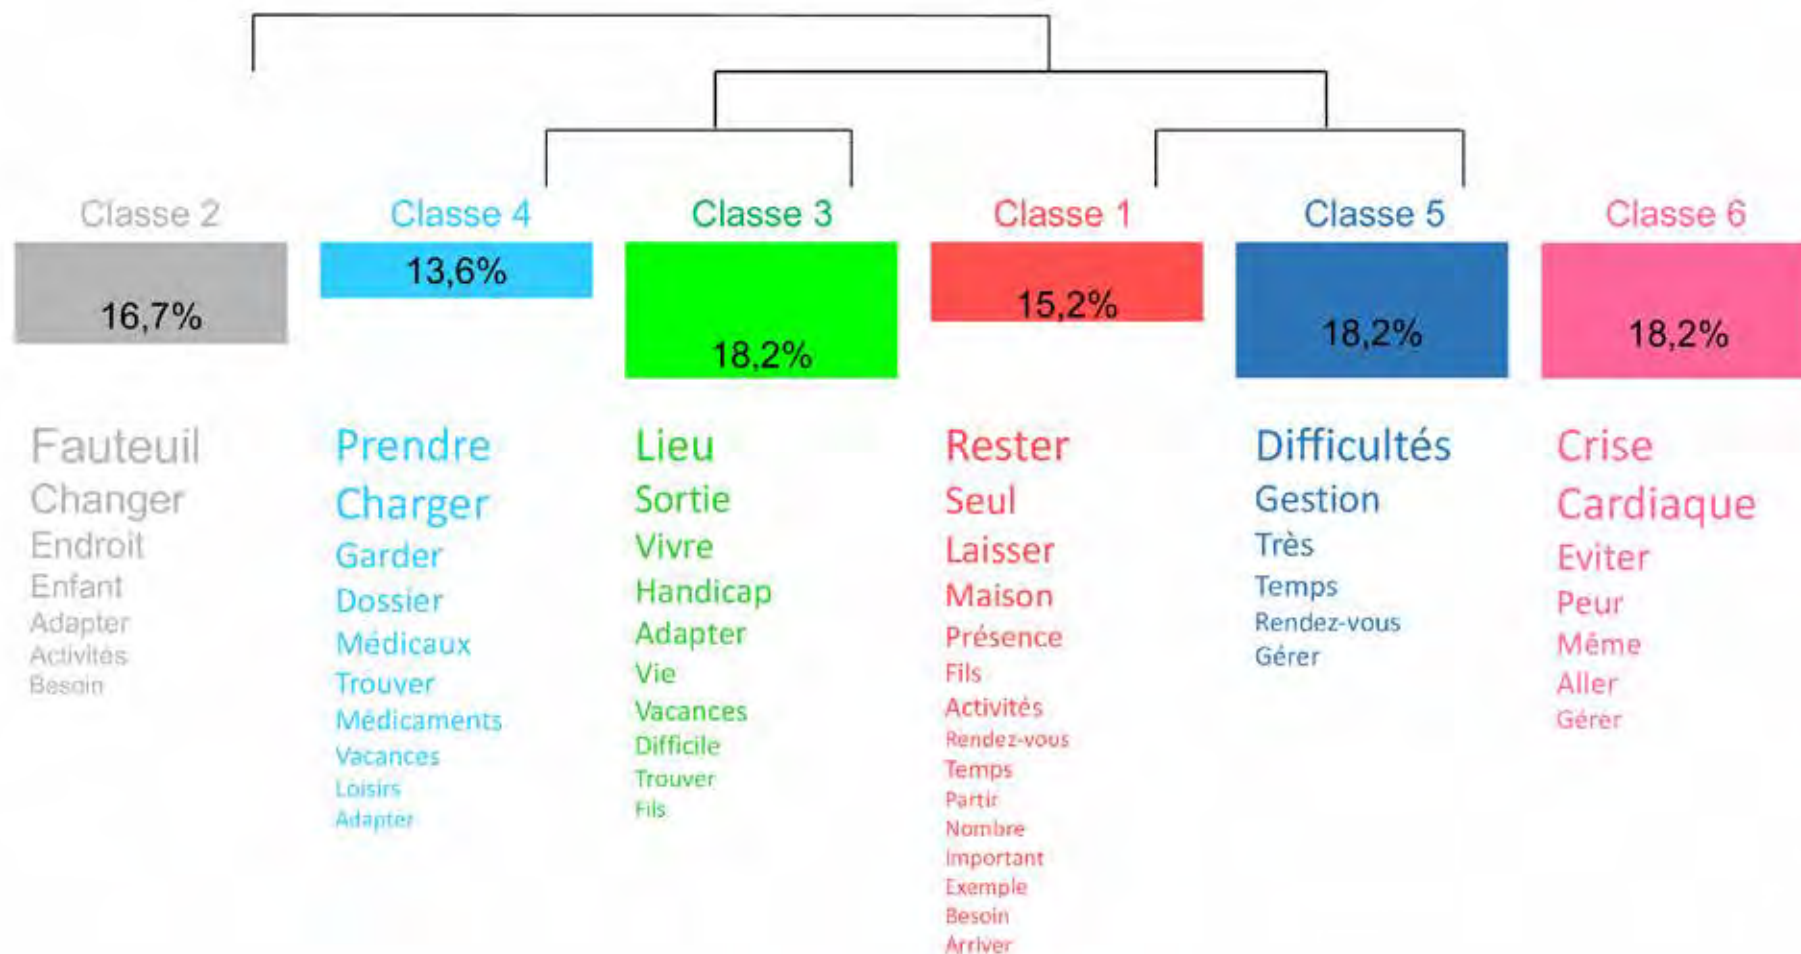 Classe 2
16,7%
Fauteuil
Changer
Endroit
Enfant
Adapter
Activités
Besoin
Classe 4
13,6%
Prendre
Charger
Garder
Dossier
Médicaux
Trouver
Médicaments
Vacances
Loisirs
Adapter
Classe 3
18,2%
Lieu
Sortie
Vivre
Handicap
Adapter
Vie
Vacances
Difficile
Trouver
Fils
Classe 1
15,2%
Rester
Seul
Laisser
Maison
Présence
Fils
Activités
Rendez-vous
Temps
Partir
Nombre
Important
Exemple
Besoin
Arriver
Classe 5
18,2%
Difficultés
Gestion
Très
Temps
Rendez-vous
Gérer
Classe 6
18,2%
Crise
Cardiaque
Eviter
Peur
Même
Aller
Gérer